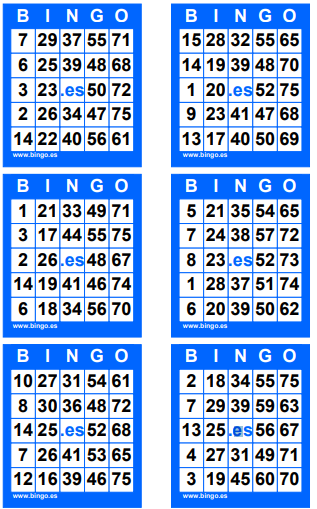 B I N G O
7 29 37 55 71
6 25 39 48 68
3 23 .es 50 72
2 26 34 47 75
14 22 40 56 61
www.bingo.es
B I N G O
15 28 32 55 65
14 19 39 48 70
1 20 .es 52 75
9 23 41 47 68
13 17 40 50 69
www.bingo.es
B I N G O
1 21 33 49 71
3 17 44 55 75
2 26 .es 48 67
14 19 41 46 74
6 18 34 56 70
www.bingo.es
B I N G O
5 21 35 54 65
7 24 38 57 72
8 23 .es 52 73
1 28 37 51 74
6 20 39 50 62
www.bingo.es
B I N G O
10 27 31 54 61
8 30 36 48 72
14 25 .es 52 68
7 26 41 53 65
12 16 39 46 75
www.bingo.es
B I N G O
2 18 34 55 75
7 29 39 59 63
13 25 .es 56 67
4 27 31 49 71
3 19 45 60 70
www.bingo.es